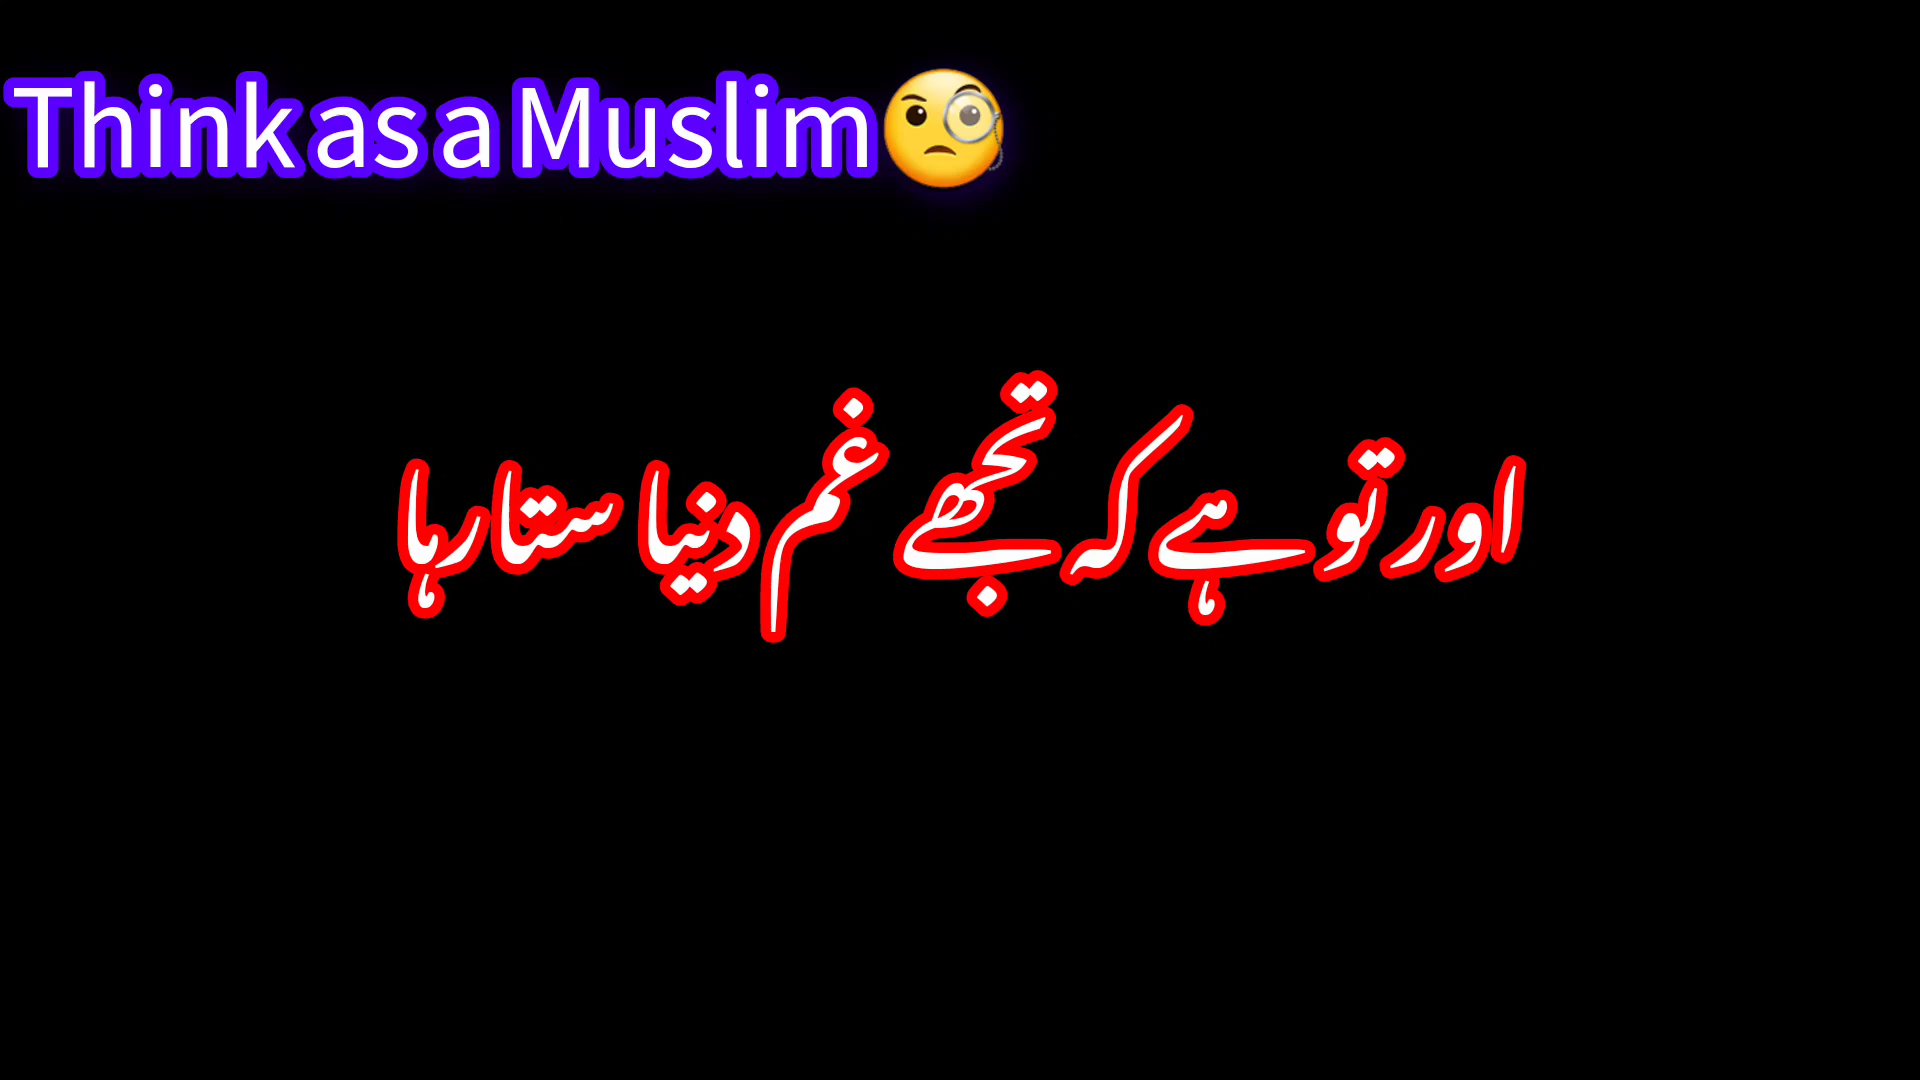 Think as a Muslim🧐
اور تو ہے کہ تجھے غم دنیا ستا رہا